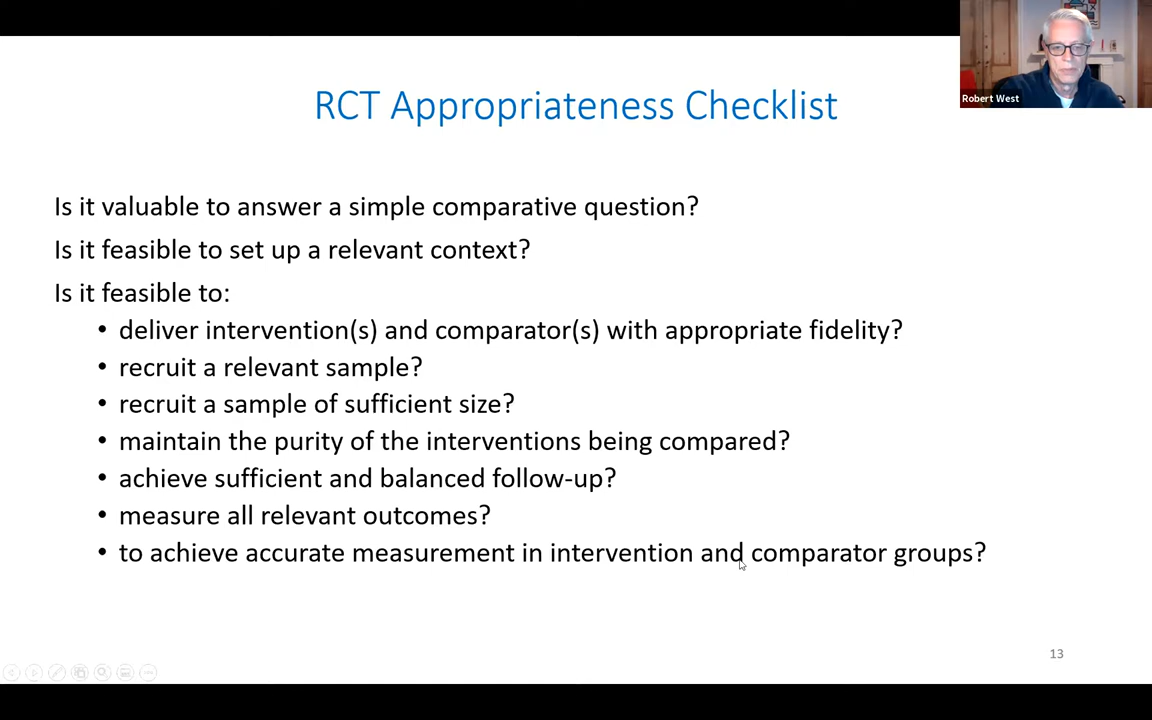 Robert West
RCT Appropriateness Checklist
Is it valuable to answer a simple comparative question?
Is it feasible to set up a relevant context?
Is it feasible to:
• deliver intervention(s) and comparator(s) with appropriate fidelity?
• recruit a relevant sample?
• recruit a sample of sufficient size?
• maintain the purity of the interventions being compared?
• achieve sufficient and balanced follow-up?
• measure all relevant outcomes?
• to achieve accurate measurement in intervention and comparator groups?
13